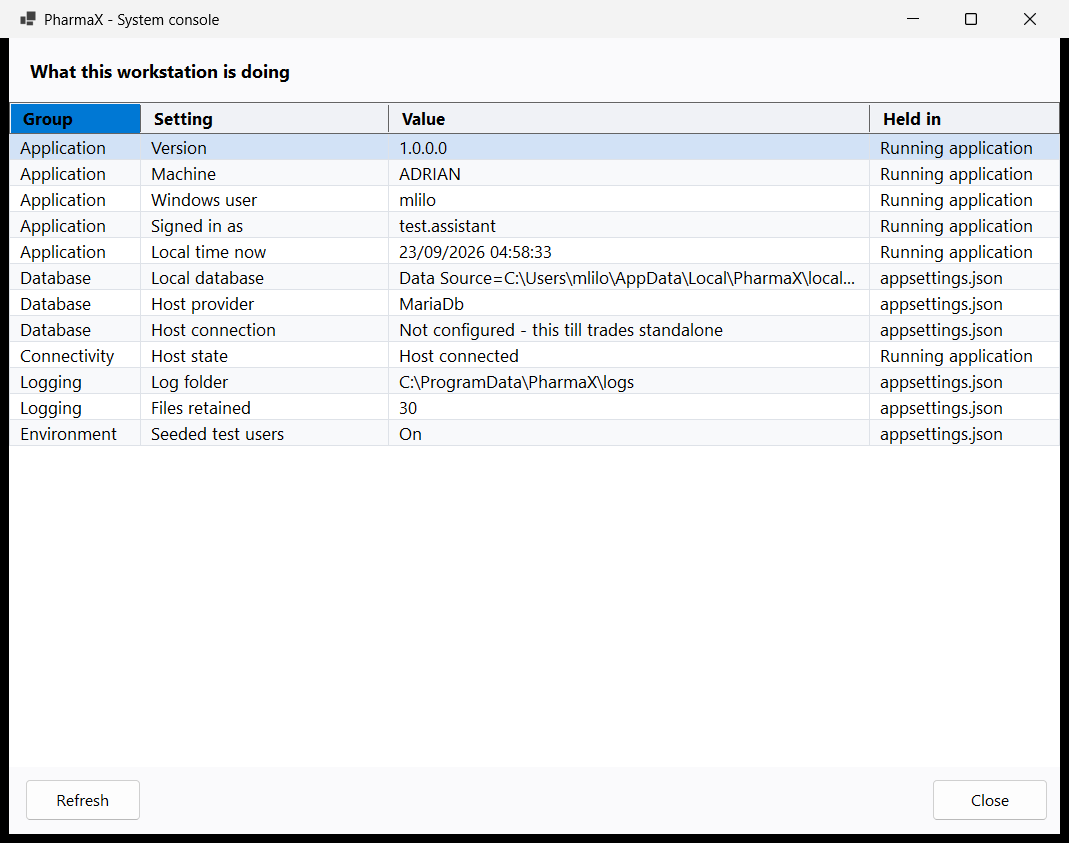 PharmaX - System console
What this workstation is doing
Group Setting Value Held in
Application Version 1.0.0.0 Running application
Application Machine ADRIAN Running application
Application Windows user mlilo Running application
Application Signed in as test.assistant Running application
Application Local time now 23/09/2026 04:58:33 Running application
Database Local database Data Source=C:\Users\mlilo\AppData\Local\PharmaX\local... appsettings.json
Database Host provider MariaDb appsettings.json
Database Host connection Not configured - this till trades standalone appsettings.json
Connectivity Host state Host connected Running application
Logging Log folder C:\ProgramData\PharmaX\logs appsettings.json
Logging Files retained 30 appsettings.json
Environment Seeded test users On appsettings.json
Refresh Close